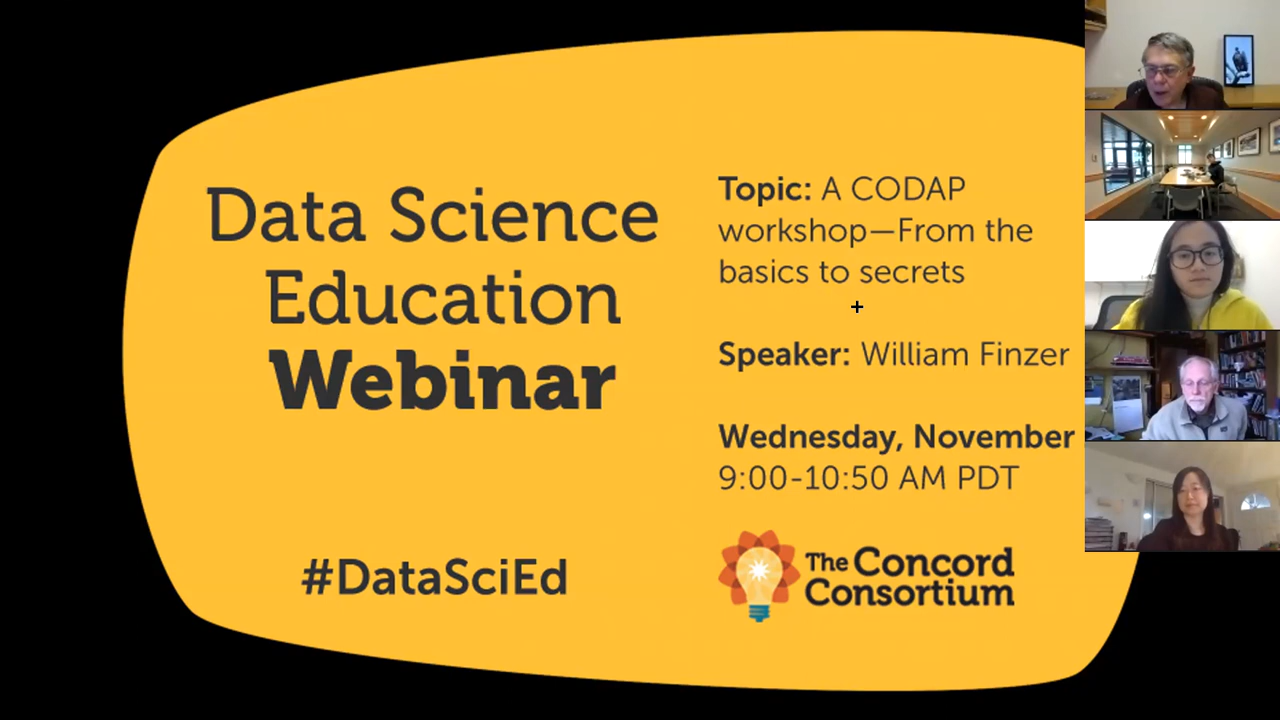 Data Science
Education
Webinar
#DataSciEd
Topic: A CODAP
workshop—From the
basics to secrets
Speaker: William Finzer
Wednesday, November
9:00-10:50 AM PDT
The Concord
Consortium